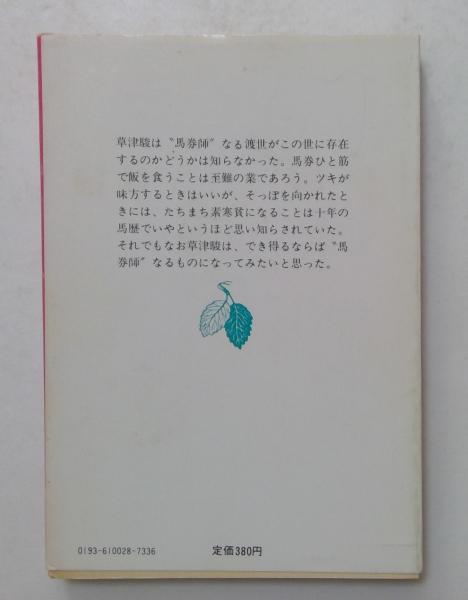 草津駿は〝馬券師〟なる渡世がこの世に存在
するのかどうかは知らなかった。馬券ひと筋
で飯を食うことは至難の業であろう。ツキが
味方するときはいいが、そっぽを向かれたと
きには、たちまち素寒貧になることは十年の
馬歴でいやというほど思い知らされていた。
それでもなお草津駿は、でき得るならば〝馬
券師〟なるものになってみたいと思った。
0193-610028-7336
定価380円